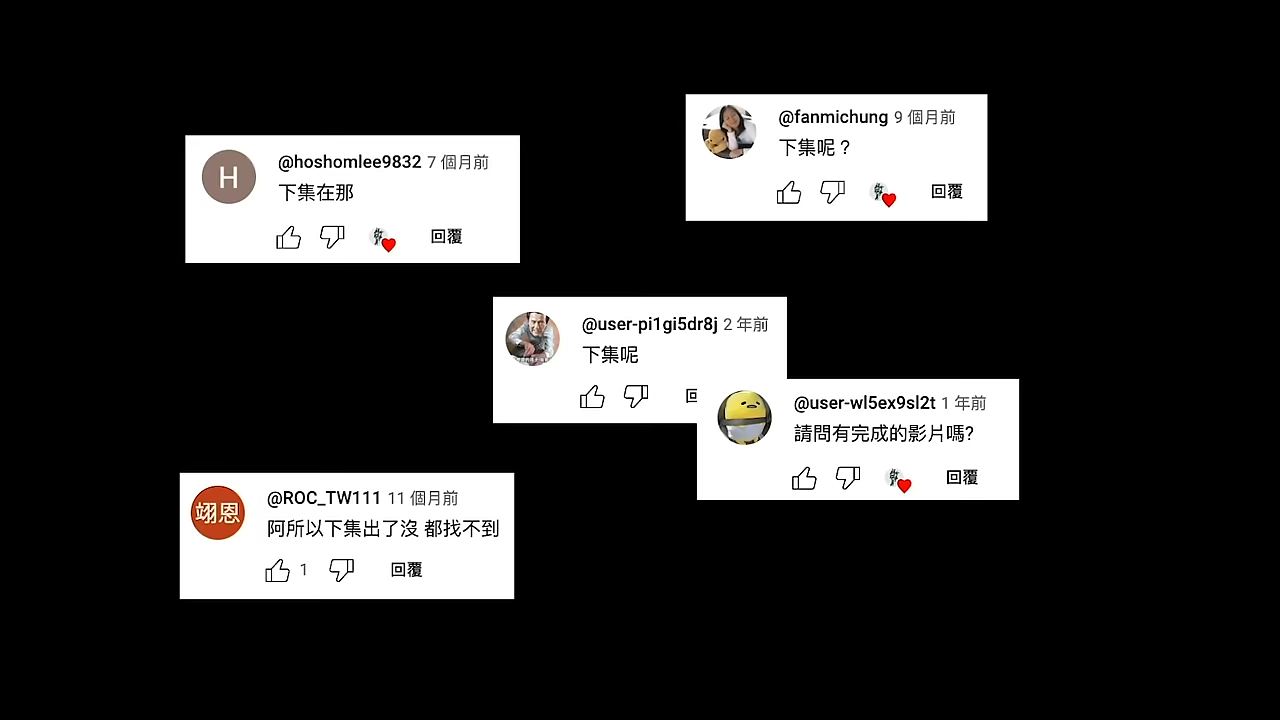 @fanmichung 9 個月前
下集呢？
回覆
H
@hoshomlee9832 7 個月前
下集在那
回覆
@user-pi1gi5dr8j 2 年前
下集呢
@user-wl5ex9sl2t 1 年前
請問有完成的影片嗎?
回覆
翊恩
@ROC_TW111 11 個月前
阿所以下集出了沒 都找不到
1
回覆